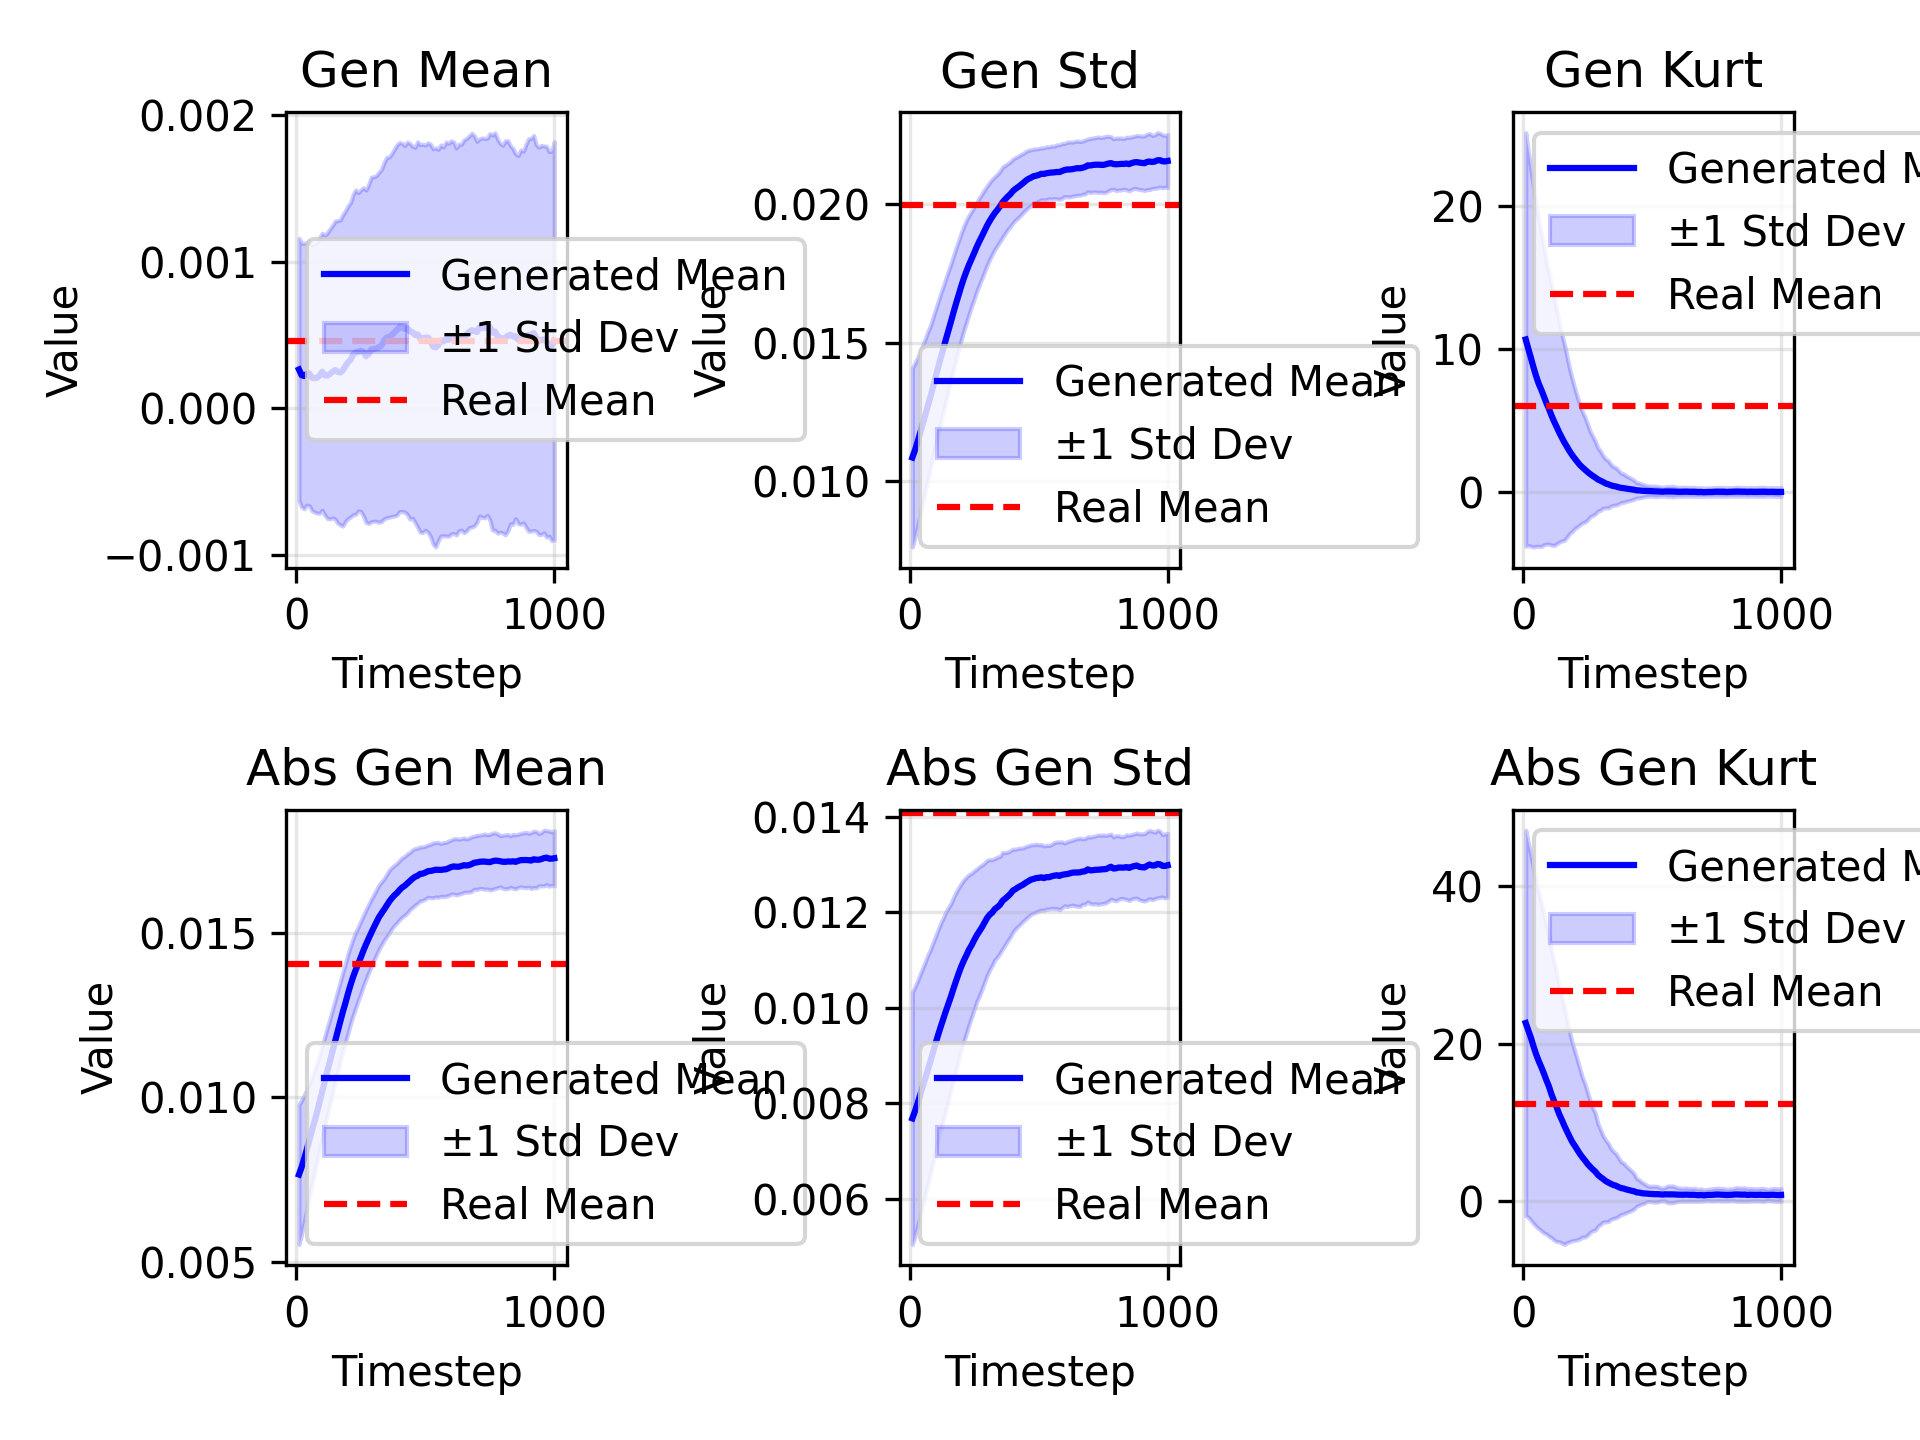 Gen Mean
Value
0.002
0.001
0.000
−0.001
Generated Mean
±1 Std Dev
Real Mean
0
1000
Timestep
Gen Std
Value
0.020
0.015
0.010
Generated Mean
±1 Std Dev
Real Mean
0
1000
Timestep
Gen Kurt
Value
20
10
0
Generated M
±1 Std Dev
Real Mean
0
1000
Timestep
Abs Gen Mean
Value
0.015
0.010
0.005
Generated Mean
±1 Std Dev
Real Mean
0
1000
Timestep
Abs Gen Std
Value
0.014
0.012
0.010
0.008
0.006
Generated Mean
±1 Std Dev
Real Mean
0
1000
Timestep
Abs Gen Kurt
Value
40
20
0
Generated M
±1 Std Dev
Real Mean
0
1000
Timestep